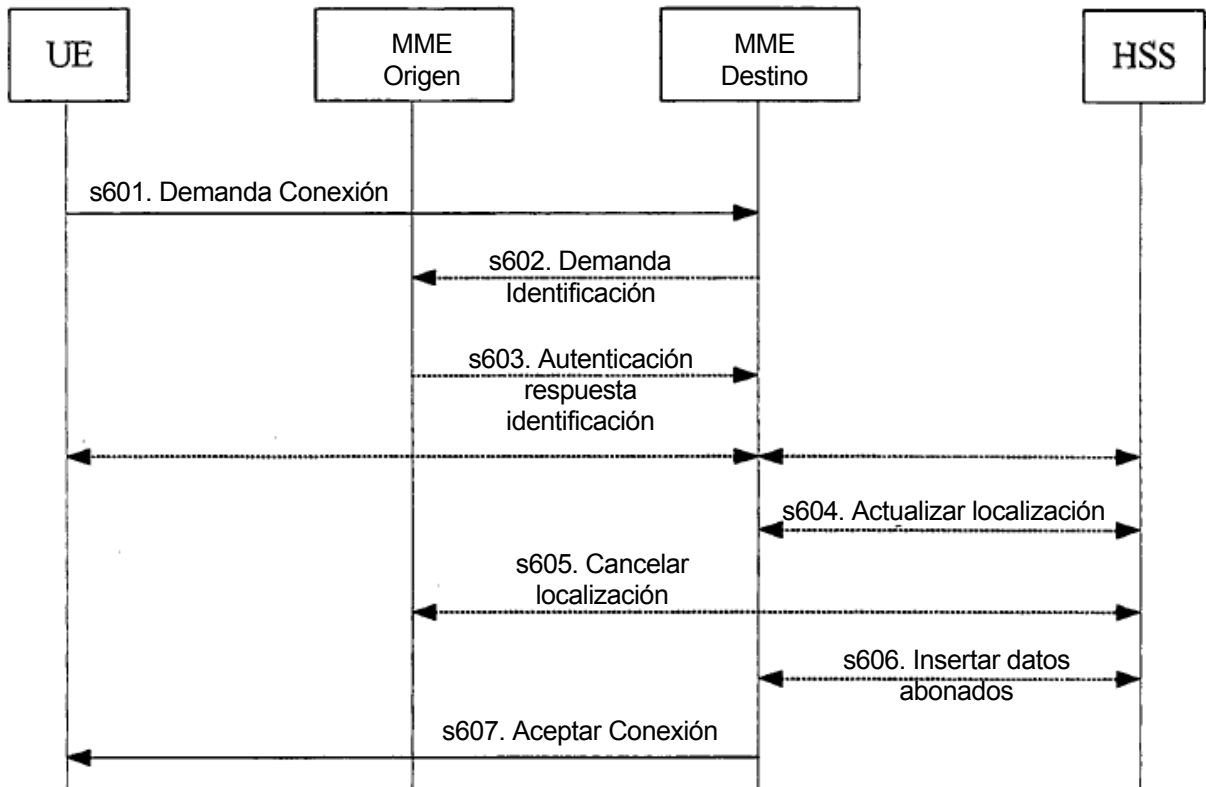 UE
MME
Origen
MME
Destino
HSS
s601. Demanda Conexión
s602. Demanda
Identificación
s603. Autenticación
respuesta
identificación
s604. Actualizar localización
s605. Cancelar
localización
s606. Insertar datos
abonados
s607. Aceptar Conexión